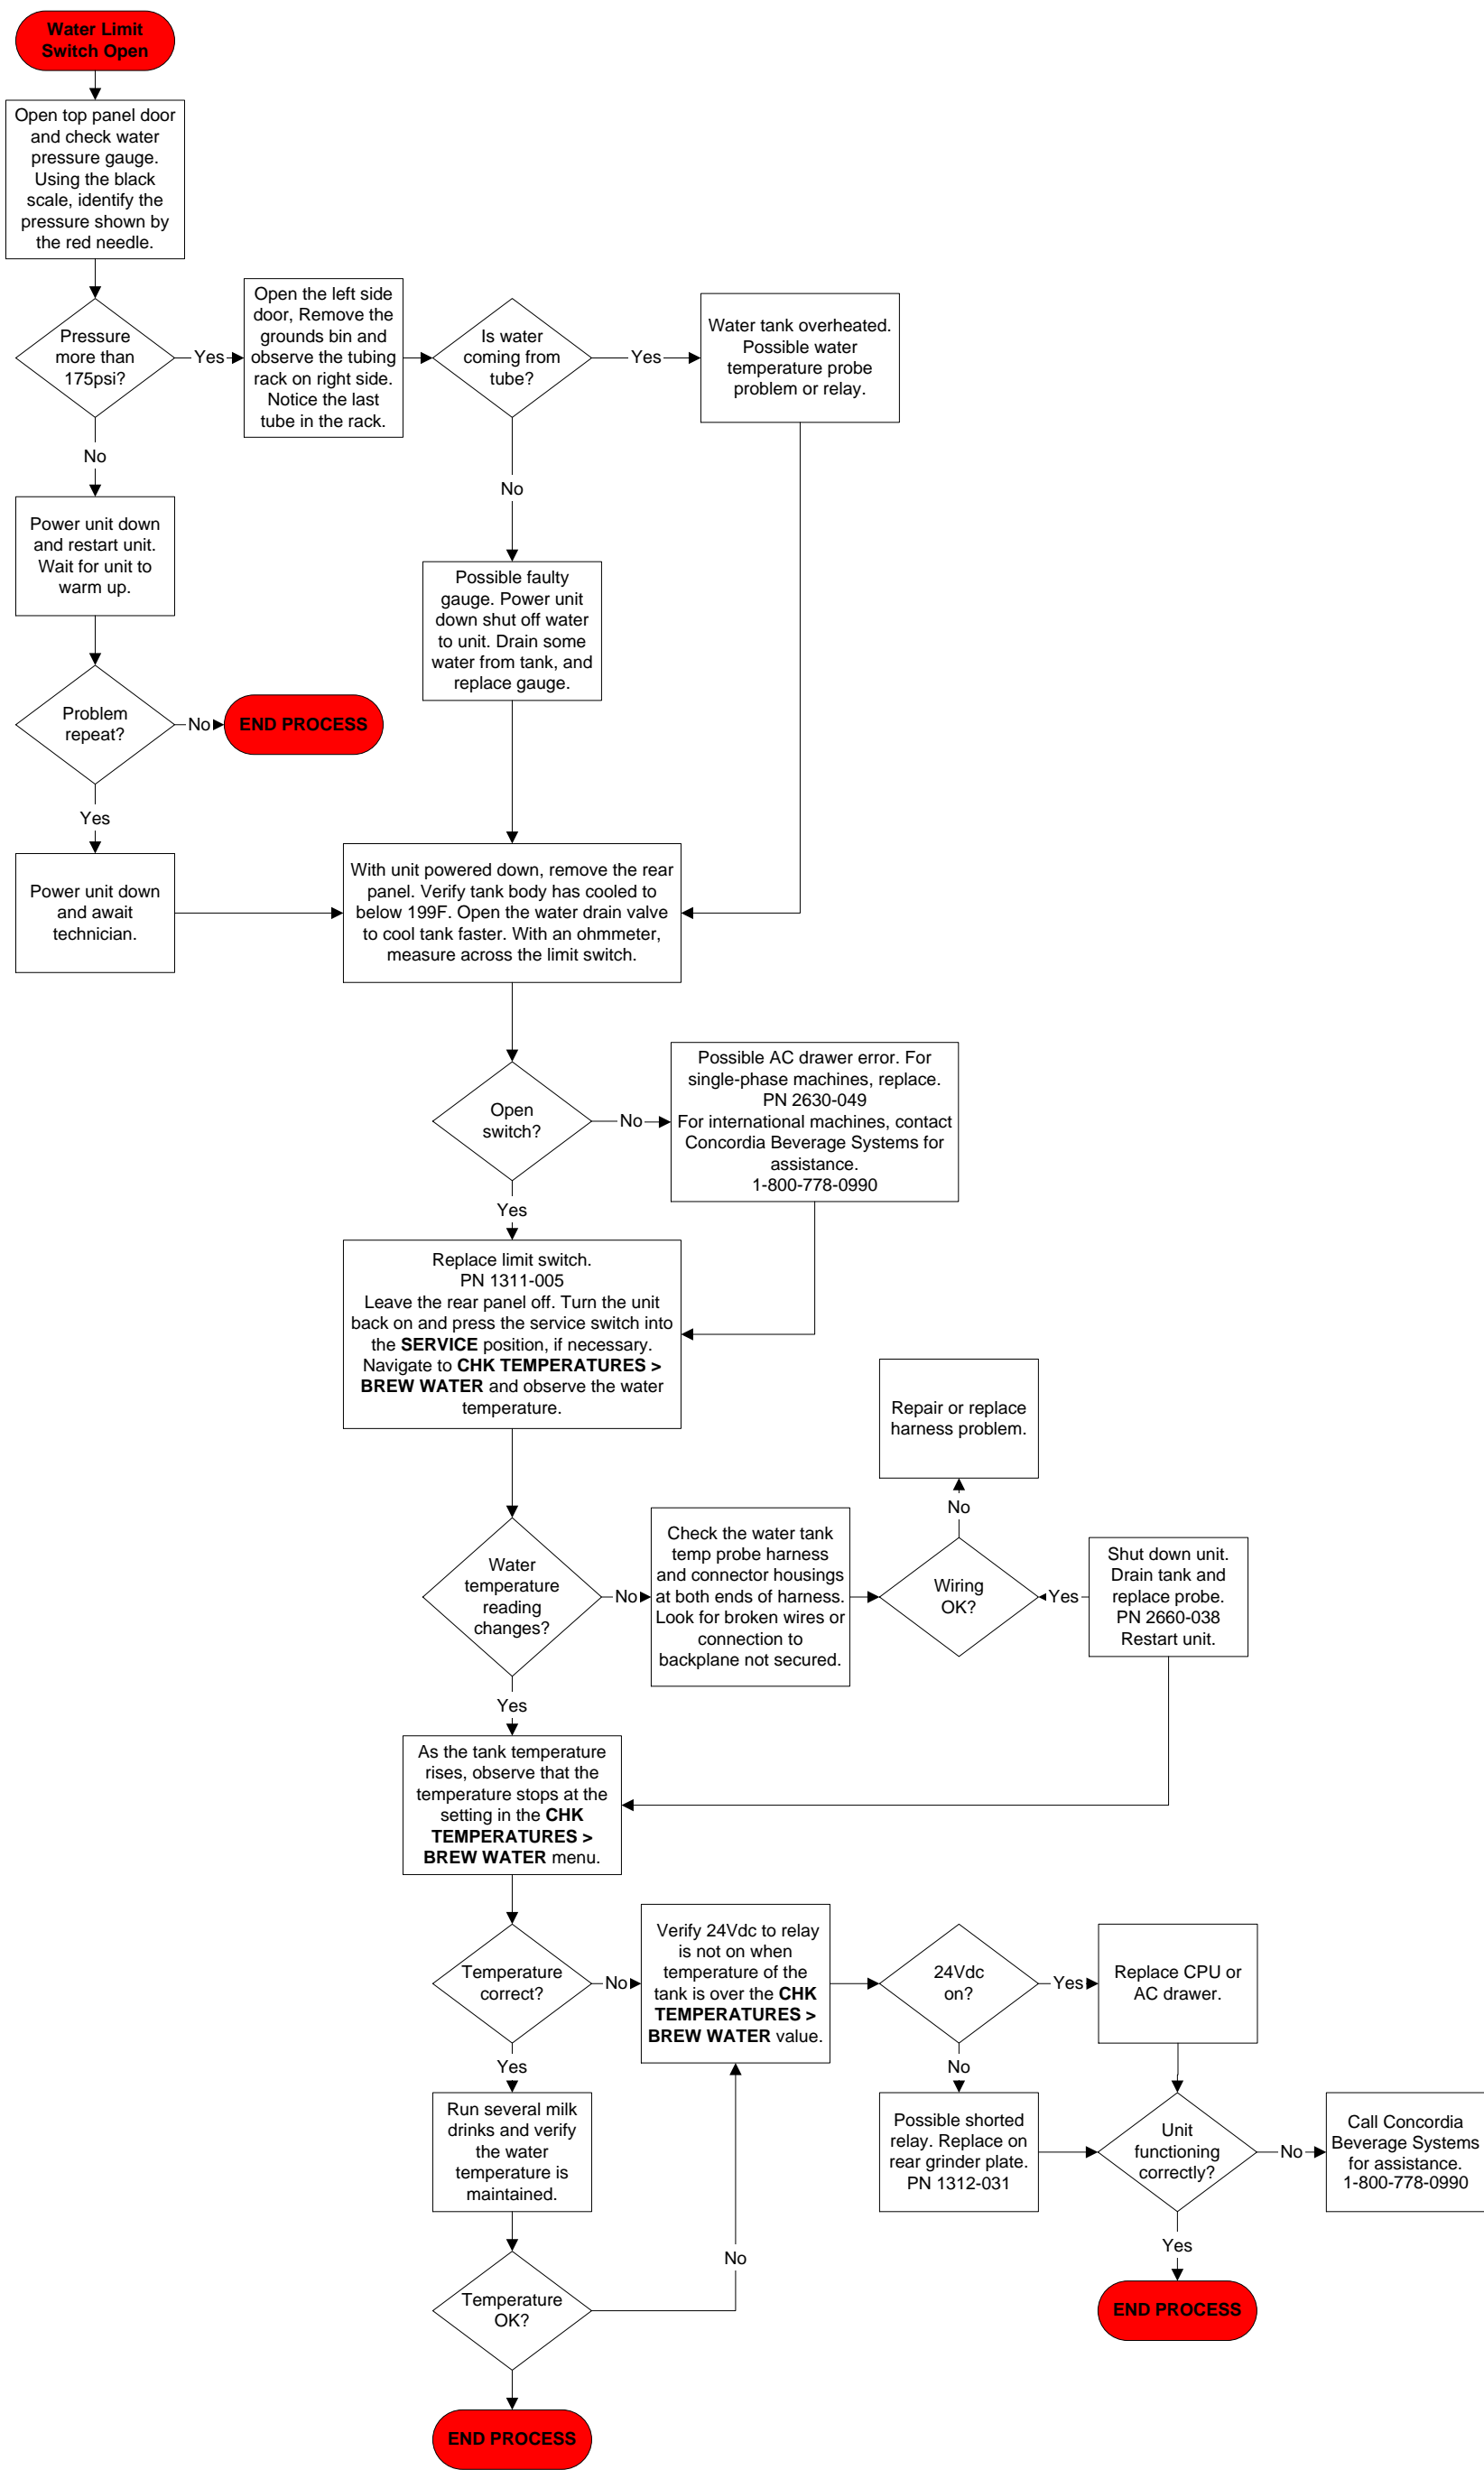 Water Limit
Switch Open
Open top panel door
and check water
pressure gauge.
Using the black
scale, identify the
pressure shown by
the red needle.
Pressure
more than
175psi?
Yes
Open the left side
door, Remove the
grounds bin and
observe the tubing
rack on right side.
Notice the last
tube in the rack.
Is water
coming from
tube?
Yes
Water tank overheated.
Possible water
temperature probe
problem or relay.
No
No
Power unit down
and restart unit.
Wait for unit to
warm up.
Possible faulty
gauge. Power unit
down shut off water
to unit. Drain some
water from tank, and
replace gauge.
Problem
repeat?
No
END PROCESS
Yes
Power unit down
and await
technician.
With unit powered down, remove the rear
panel. Verify tank body has cooled to
below 199F. Open the water drain valve
to cool tank faster. With an ohmmeter,
measure across the limit switch.
Open
switch?
No
Possible AC drawer error. For
single-phase machines, replace.
PN 2630-049
For international machines, contact
Concordia Beverage Systems for
assistance.
1-800-778-0990
Yes
Replace limit switch.
PN 1311-005
Leave the rear panel off. Turn the unit
back on and press the service switch into
the SERVICE position, if necessary.
Navigate to CHK TEMPERATURES >
BREW WATER and observe the water
temperature.
Repair or replace
harness problem.
No
Water
temperature
reading
changes?
No
Check the water tank
temp probe harness
and connector housings
at both ends of harness.
Look for broken wires or
connection to
backplane not secured.
Wiring
OK?
Yes
Shut down unit.
Drain tank and
replace probe.
PN 2660-038
Restart unit.
Yes
As the tank temperature
rises, observe that the
temperature stops at the
setting in the CHK
TEMPERATURES >
BREW WATER menu.
Temperature
correct?
No
Verify 24Vdc to relay
is not on when
temperature of the
tank is over the CHK
TEMPERATURES >
BREW WATER value.
24Vdc
on?
Yes
Replace CPU or
AC drawer.
Yes
No
Run several milk
drinks and verify
the water
temperature is
maintained.
Possible shorted
relay. Replace on
rear grinder plate.
PN 1312-031
Unit
functioning
correctly?
No
Call Concordia
Beverage Systems
for assistance.
1-800-778-0990
No
Yes
Temperature
OK?
END PROCESS
END PROCESS